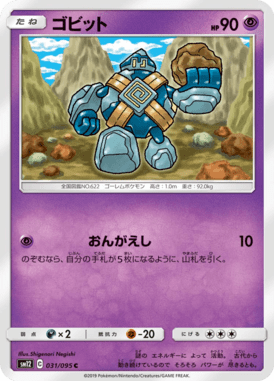 たね ゴビット HP90
全国図鑑NO.622 ゴーレムポケモン 高さ:1.0m 重さ:92.0kg
おんがえし 10
のぞむなら、自分の手札が5枚になるように、山札を引く。
弱点 ×2 抵抗力 -20 にげる
Illus. Shigenori Negishi
sm12 C 031/095 C
謎の エネルギーに よって 活動。 古代から
©2019 Pokémon/Nintendo/Creatures/GAME FREAK.